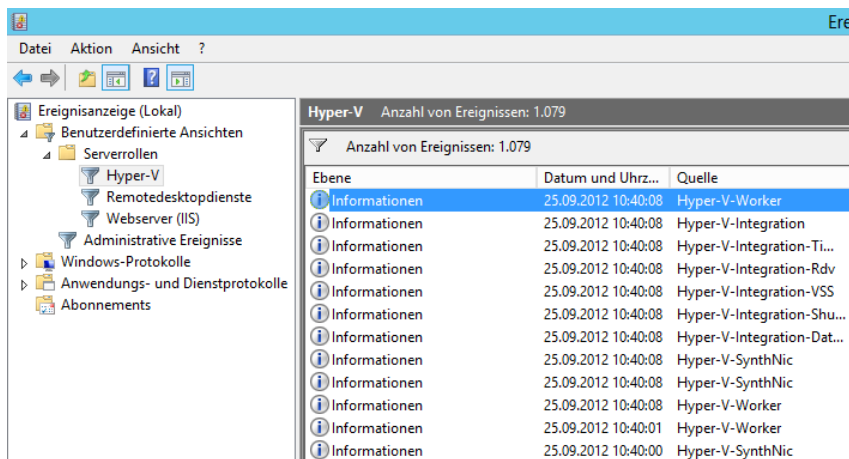 Ere
Datei Aktion Ansicht ?
Ereignisanzeige (Lokal)
Benutzerdefinierte Ansichten
Serverrollen
Hyper-V
Remotedesktopdienste
Webserver (IIS)
Administrative Ereignisse
Windows-Protokolle
Anwendungs- und Dienstprotokolle
Abonnements
Hyper-V Anzahl von Ereignissen: 1.079
Anzahl von Ereignissen: 1.079
Ebene Datum und Uhrz... Quelle
Informationen 25.09.2012 10:40:08 Hyper-V-Worker
Informationen 25.09.2012 10:40:08 Hyper-V-Integration
Informationen 25.09.2012 10:40:08 Hyper-V-Integration-Ti...
Informationen 25.09.2012 10:40:08 Hyper-V-Integration-Rdv
Informationen 25.09.2012 10:40:08 Hyper-V-Integration-VSS
Informationen 25.09.2012 10:40:08 Hyper-V-Integration-Shu...
Informationen 25.09.2012 10:40:08 Hyper-V-Integration-Dat...
Informationen 25.09.2012 10:40:08 Hyper-V-SynthNic
Informationen 25.09.2012 10:40:08 Hyper-V-SynthNic
Informationen 25.09.2012 10:40:08 Hyper-V-Worker
Informationen 25.09.2012 10:40:01 Hyper-V-Worker
Informationen 25.09.2012 10:40:00 Hyper-V-SynthNic